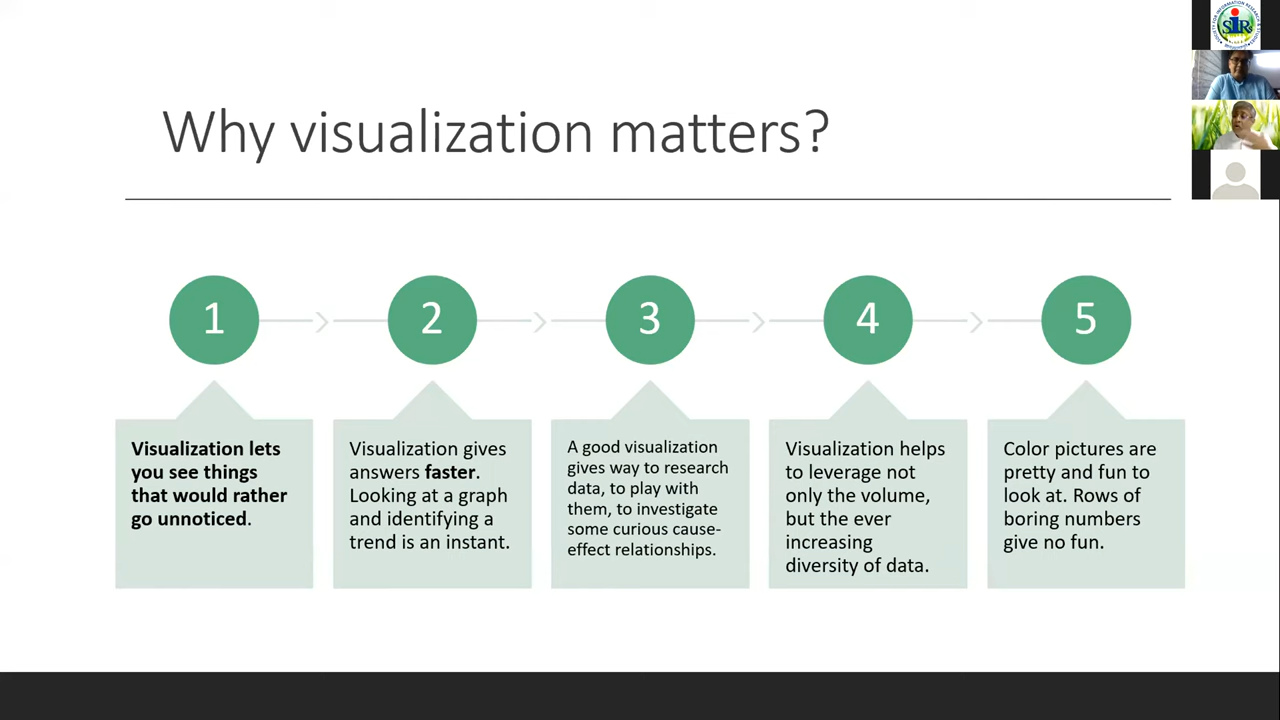 Why visualization matters?
1
2
3
4
5
Visualization lets
you see things
that would rather
go unnoticed.
Visualization gives
answers faster.
Looking at a graph
and identifying a
trend is an instant.
A good visualization
gives way to research
data, to play with
them, to investigate
some curious cause-
effect relationships.
Visualization helps
to leverage not
only the volume,
but the ever
increasing
diversity of data.
Color pictures are
pretty and fun to
look at. Rows of
boring numbers
give no fun.